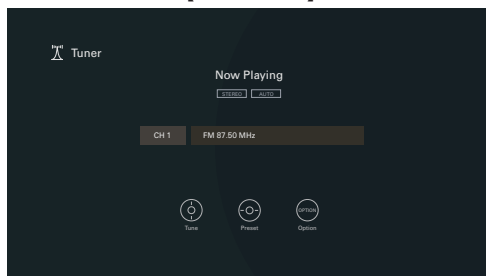 Tuner
Now Playing
STEREO AUTO
CH 1 FM 87.50 MHz
OPTION
Tune Preset Option